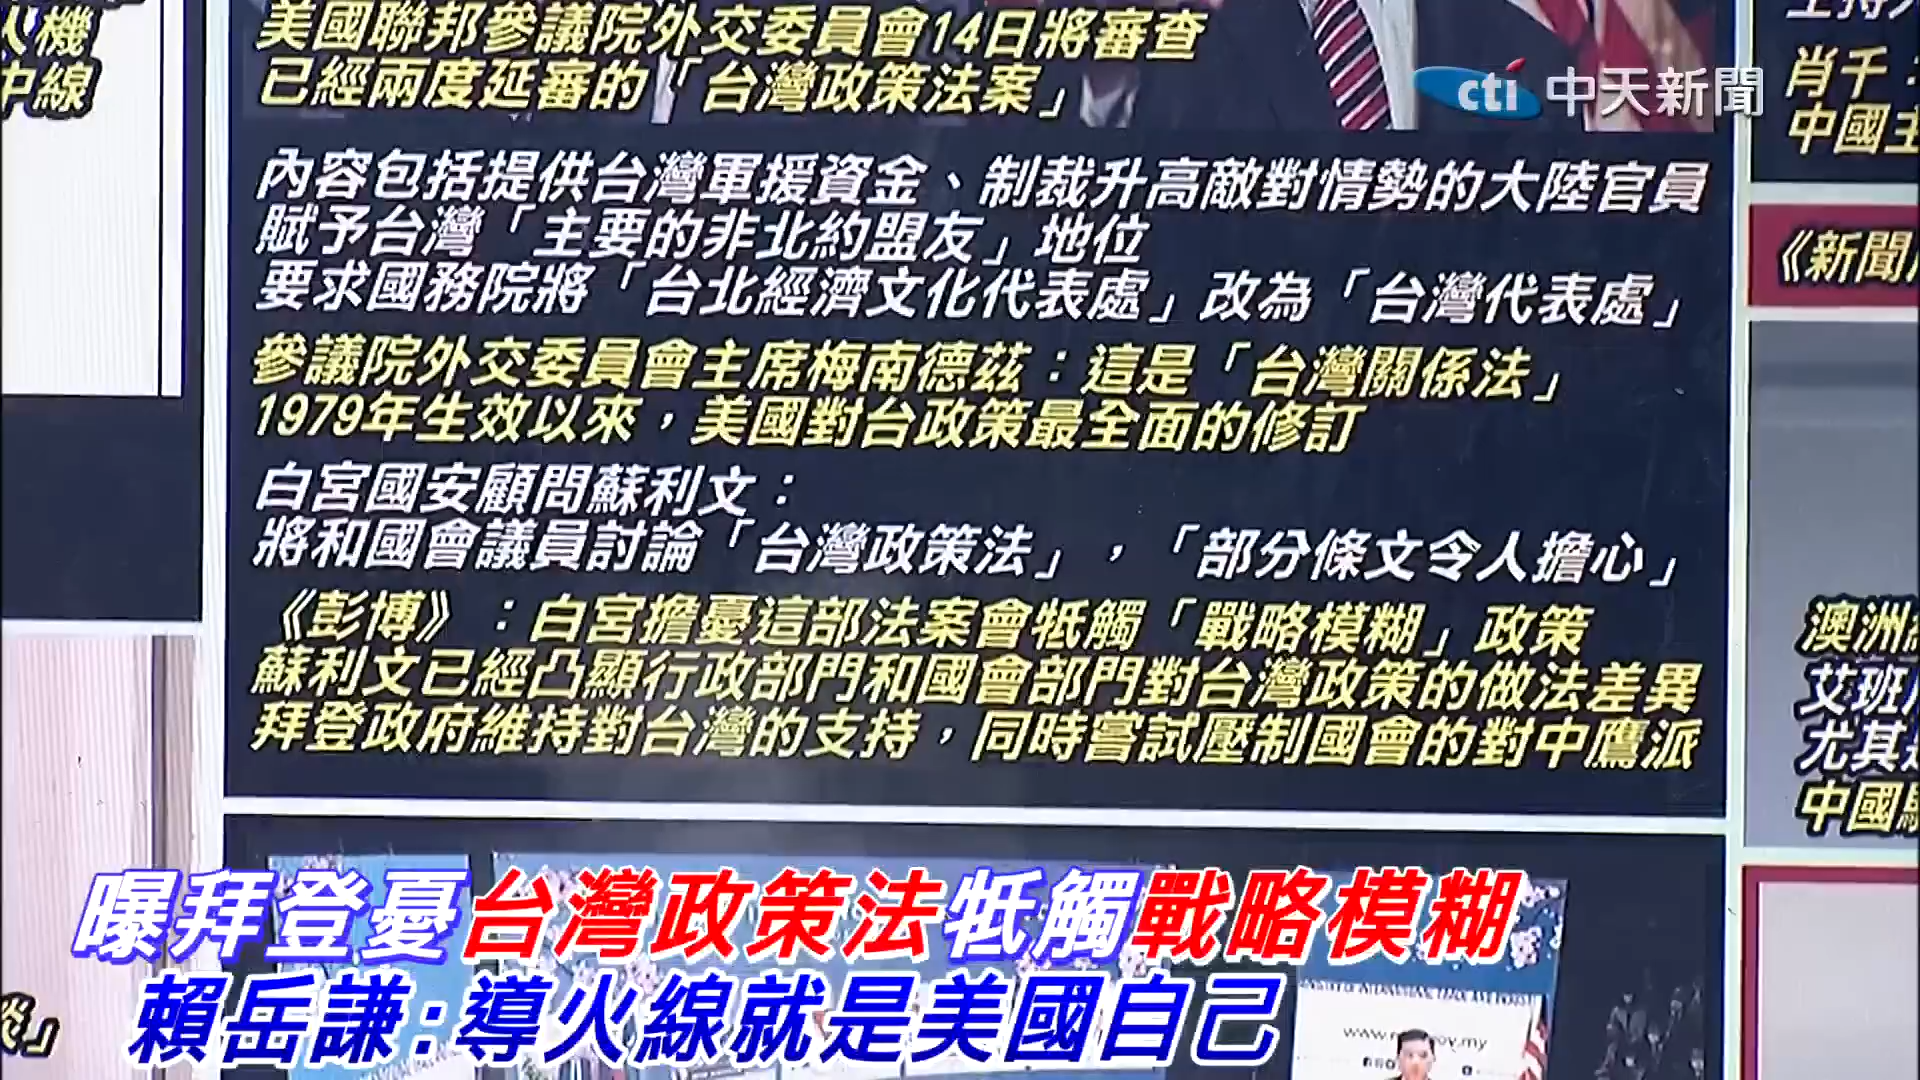 美國聯邦參議院外交委員會14日將審查
已經兩度延審的「台灣政策法案」
cti 中天新聞
火機
中線
肖千：
中國主
內容包括提供台灣軍援資金、制裁升高敵對情勢的大陸官員
賦予台灣「主要的非北約盟友」地位
要求國務院將「台北經濟文化代表處」改為「台灣代表處」
《新聞
參議院外交委員會主席梅南德茲：這是「台灣關係法」
1979年生效以來，美國對台政策最全面的修訂
白宮國安顧問蘇利文：
將和國會議員討論「台灣政策法」，「部分條文令人擔心」
《彭博》：白宮擔憂這部法案會牴觸「戰略模糊」政策
蘇利文已經凸顯行政部門和國會部門對台灣政策的做法差異
拜登政府維持對台灣的支持，同時嘗試壓制國會的對中鷹派
澳洲
艾班
尤其
中國
曝拜登憂台灣政策法牴觸戰略模糊
賴岳謙:導火線就是美國自己